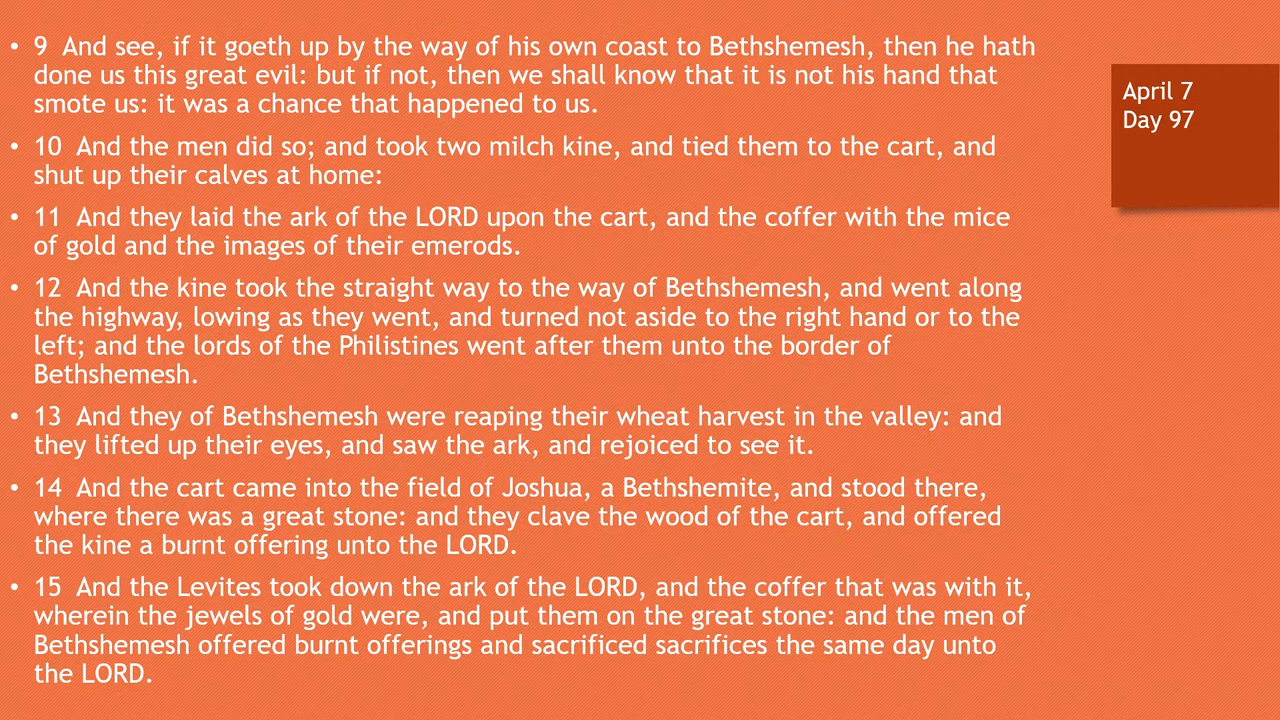 • 9  And see, if it goeth up by the way of his own coast to Bethshemesh, then he hath
done us this great evil: but if not, then we shall know that it is not his hand that
smote us: it was a chance that happened to us.
• 10  And the men did so; and took two milch kine, and tied them to the cart, and
shut up their calves at home:
• 11  And they laid the ark of the LORD upon the cart, and the coffer with the mice
of gold and the images of their emerods.
• 12  And the kine took the straight way to the way of Bethshemesh, and went along
the highway, lowing as they went, and turned not aside to the right hand or to the
left; and the lords of the Philistines went after them unto the border of
Bethshemesh.
• 13  And they of Bethshemesh were reaping their wheat harvest in the valley: and
they lifted up their eyes, and saw the ark, and rejoiced to see it.
• 14  And the cart came into the field of Joshua, a Bethshemite, and stood there,
where there was a great stone: and they clave the wood of the cart, and offered
the kine a burnt offering unto the LORD.
• 15  And the Levites took down the ark of the LORD, and the coffer that was with it,
wherein the jewels of gold were, and put them on the great stone: and the men of
Bethshemesh offered burnt offerings and sacrificed sacrifices the same day unto
the LORD.
April 7
Day 97